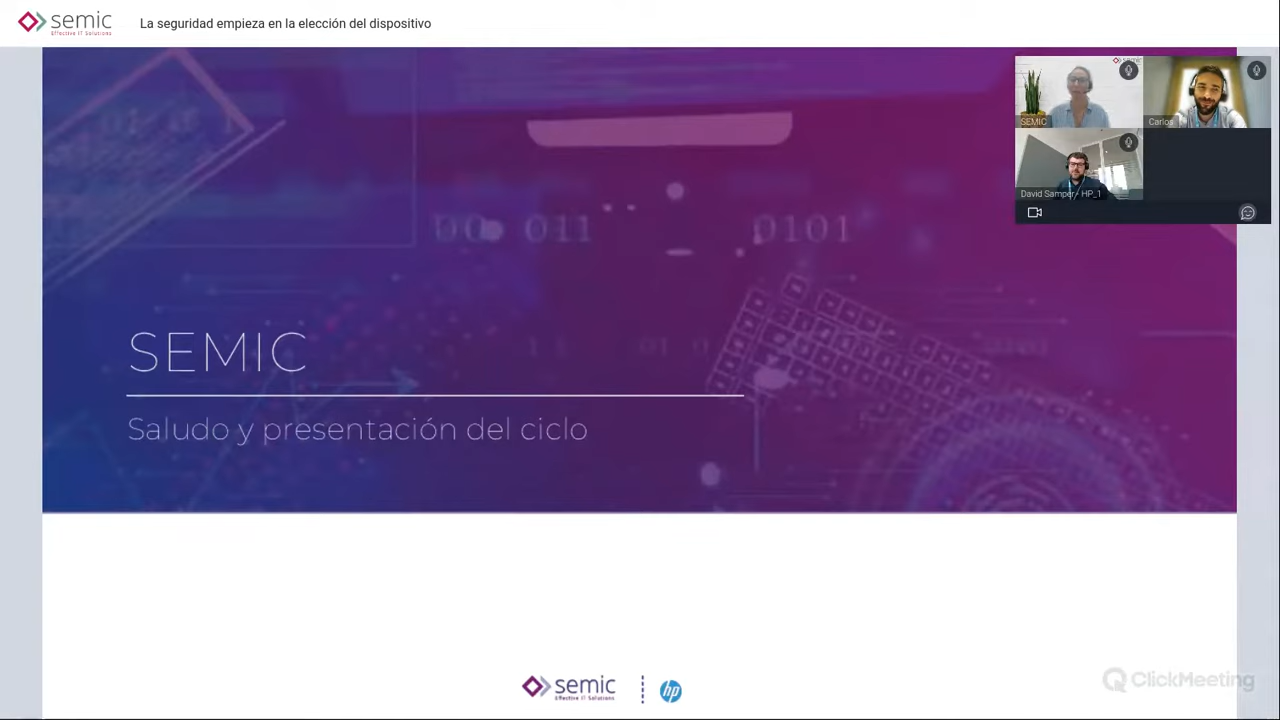 semic
Effective IT Solutions
La seguridad empieza en la elección del dispositivo
SEMIC
Carlos
David Samper - HP_1
00 011
0101
SEMIC
Saludo y presentación del ciclo
semic
Effective IT Solutions
hp
ClickMeeting